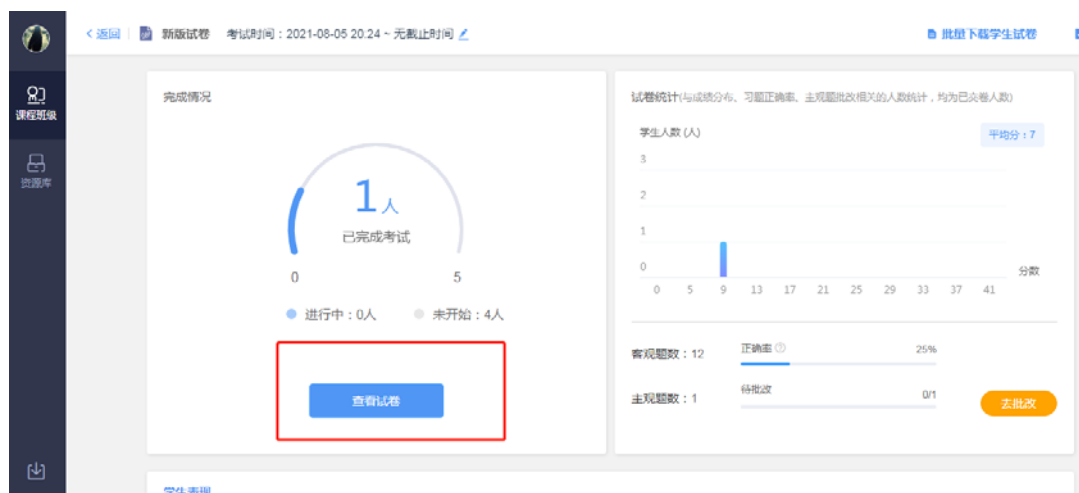 < 返回 新版试卷 考试时间：2021-08-05 20:24 ~ 无截止时间 批量下载学生试卷
课程班级
资源库
完成情况
1人
已完成考试
0 5
进行中：0人 未开始：4人
查看试卷
试卷统计(与成绩分布、习题正确率、主观题批改相关的人数统计，均为已交卷人数)
学生人数 (人) 平均分：7
3
2
1
0
分数
0 5 9 13 17 21 25 29 33 37 41
客观题数：12 正确率 25%
主观题数：1 待批改 0/1 去批改
学生表现